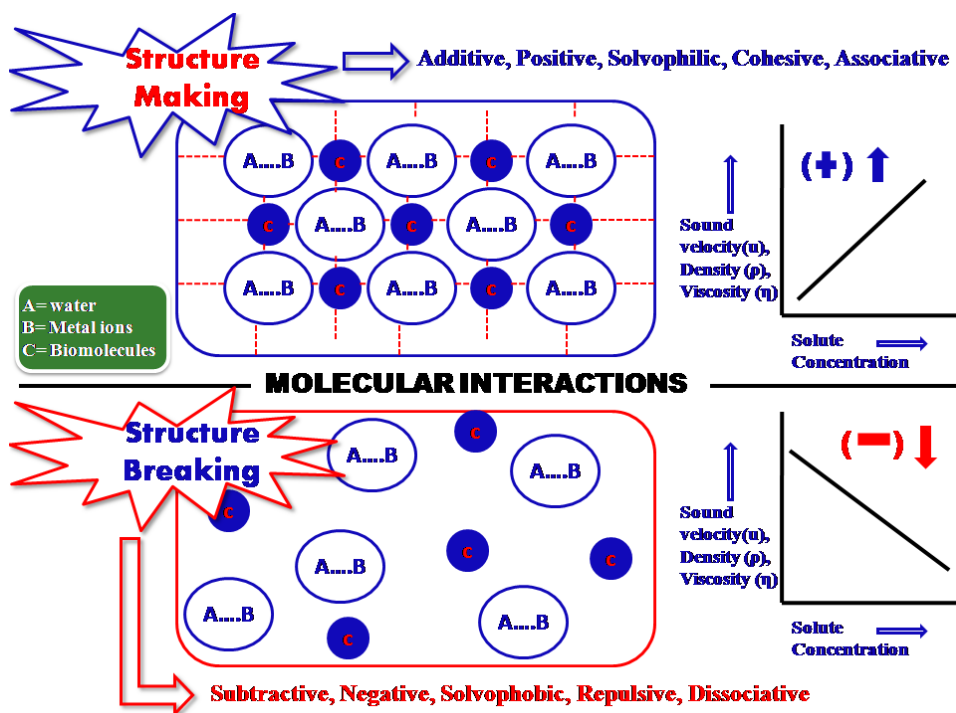 Structure
Making
Additive, Positive, Solvophilic, Cohesive, Associative
A....B c A....B c A....B
c A....B c A....B c
A....B c A....B c A....B
(+)
Sound
velocity(u),
Density (ρ),
Viscosity (η)
Solute
Concentration
A= water
B= Metal ions
C= Biomolecules
MOLECULAR INTERACTIONS
Structure
Breaking
c
A....B
A....B
c
A....B
c
c
A....B
A....B
c
(−)
Sound
velocity(u),
Density (ρ),
Viscosity (η)
Solute
Concentration
Subtractive, Negative, Solvophobic, Repulsive, Dissociative